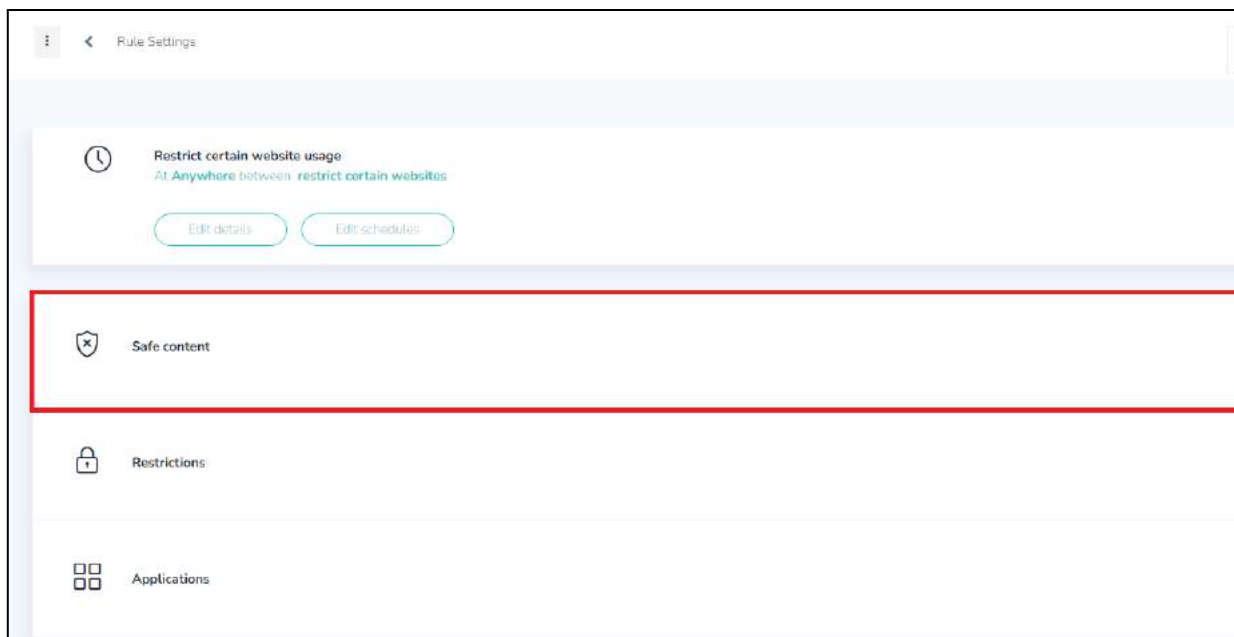 Rule Settings
Restrict certain website usage
At Anywhere between restrict certain websites
Edit details Edit schedules
Safe content
Restrictions
Applications